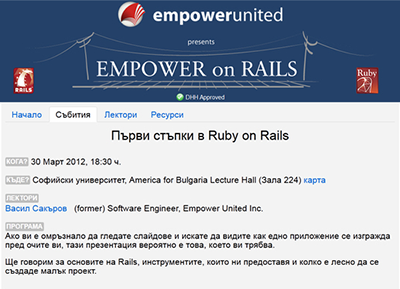 empowerunited
presents
EMPOWER on RAILS
RAILS
Ruby
DHH Approved
Начало Събития Лектори Ресурси
Първи стъпки в Ruby on Rails
КОГА? 30 Март 2012, 18:30 ч.
КЪДЕ? Софийски университет, America for Bulgaria Lecture Hall (Зала 224) карта
ЛЕКТОРИ
Васил Сакъров (former) Software Engineer, Empower United Inc.
ПРОГРАМА
Ако ви е омръзнало да гледате слайдове и искате да видите как едно приложение се изгражда
пред очите ви, тази презентация вероятно е това, което ви трябва.
Ще говорим за основите на Rails, инструментите, които ни предоставя и колко е лесно да се
създаде малък проект.